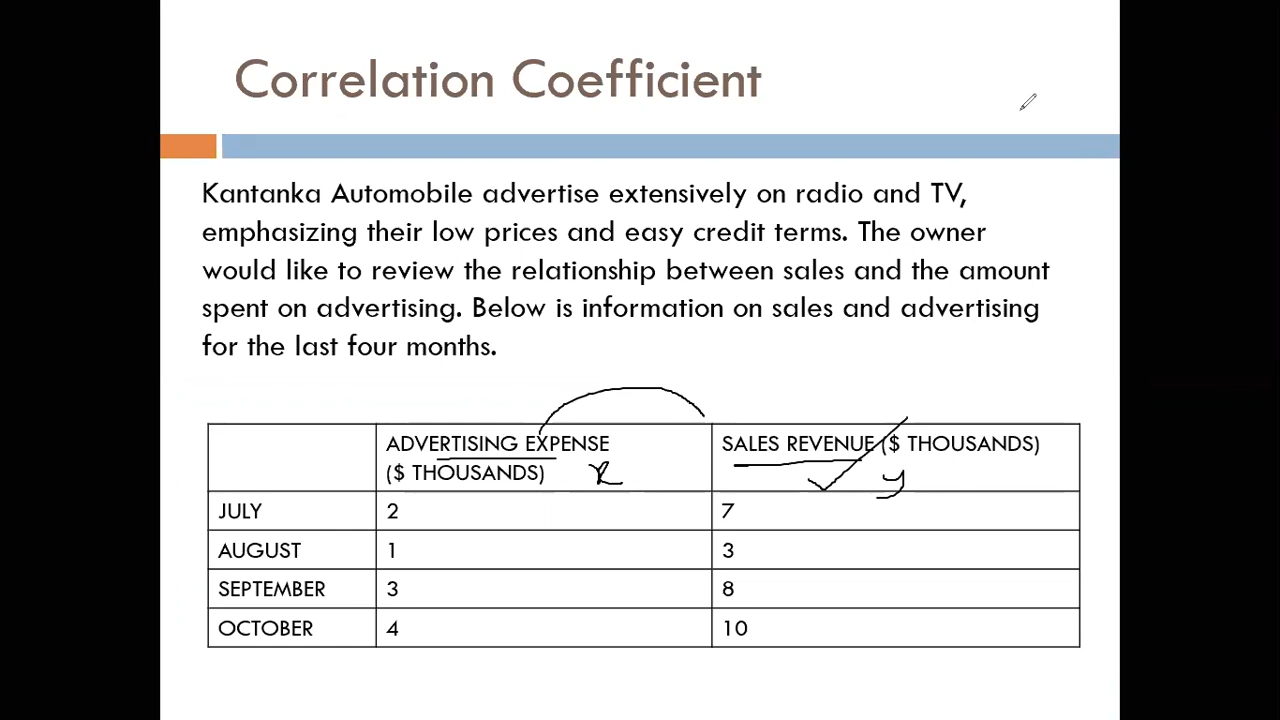 Correlation Coefficient
Kantanka Automobile advertise extensively on radio and TV,
emphasizing their low prices and easy credit terms. The owner
would like to review the relationship between sales and the amount
spent on advertising. Below is information on sales and advertising
for the last four months.
ADVERTISING EXPENSE
($ THOUSANDS) x
SALES REVENUE ($ THOUSANDS)
y
JULY 2 7
AUGUST 1 3
SEPTEMBER 3 8
OCTOBER 4 10